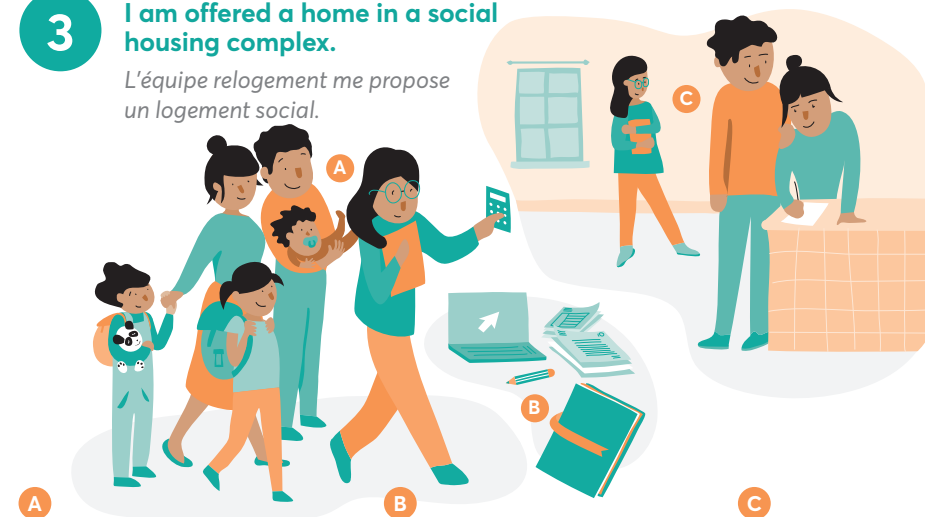 3
I am offered a home in a social
housing complex.
L'équipe relogement me propose
un logement social.
A
C
B
A
B
C